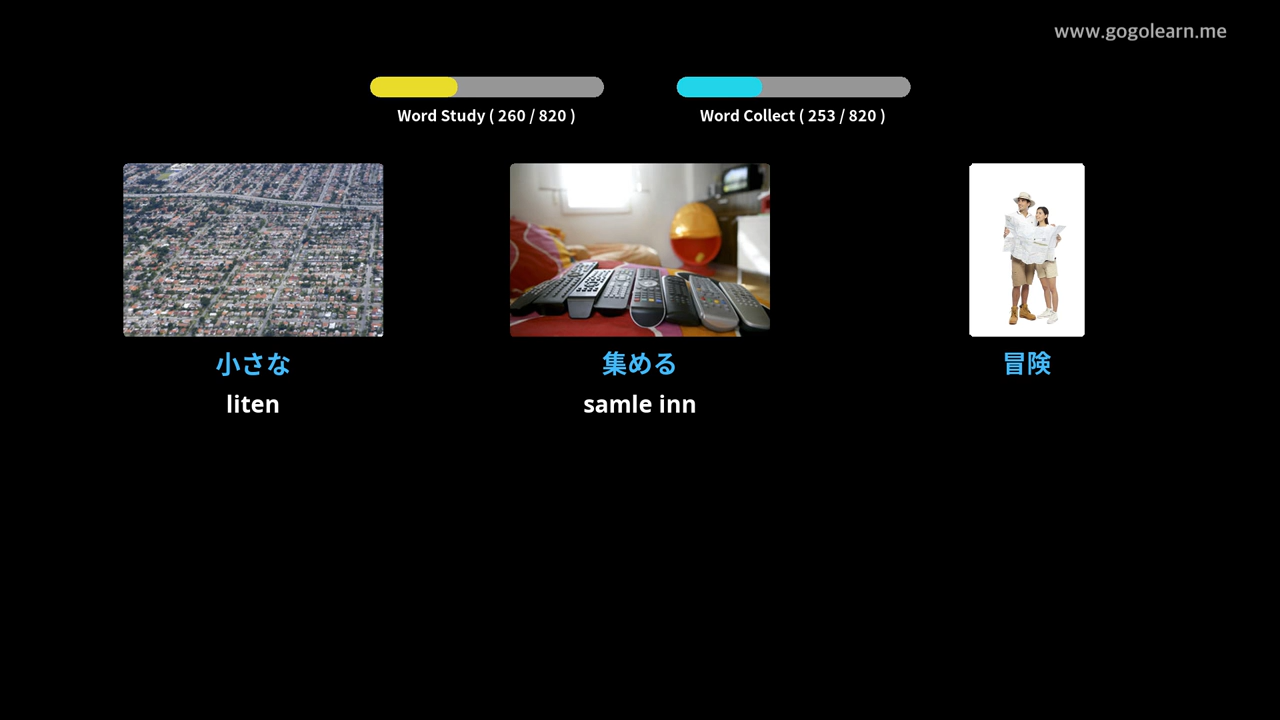 www.gogolearn.me
Word Study ( 260 / 820 )
Word Collect ( 253 / 820 )
小さな
集める
冒険
liten
samle inn